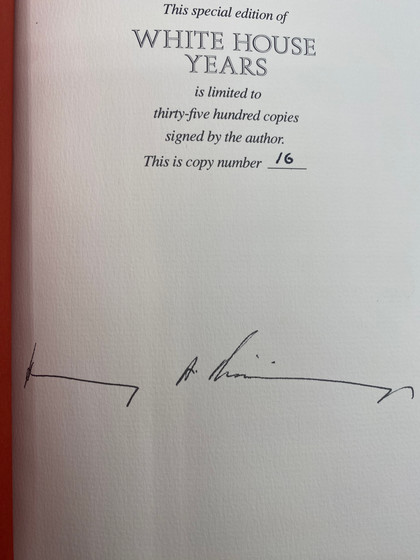 This special edition of
WHITE HOUSE
YEARS
is limited to
thirty-five hundred copies
signed by the author.
This is copy number 16